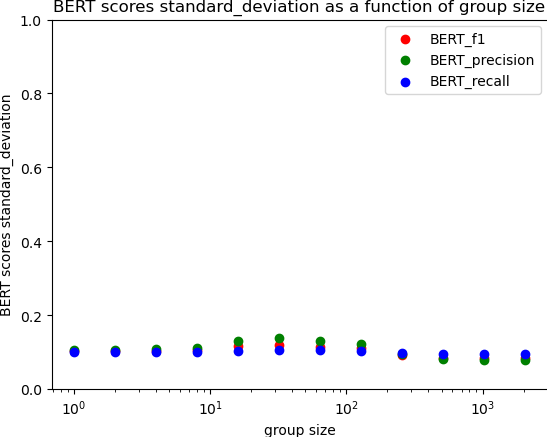 BERT scores standard_deviation as a function of group size
BERT_f1
BERT_precision
BERT_recall
BERT scores standard_deviation
1.0
0.8
0.6
0.4
0.2
0.0
10⁰ 10¹ 10² 10³
group size